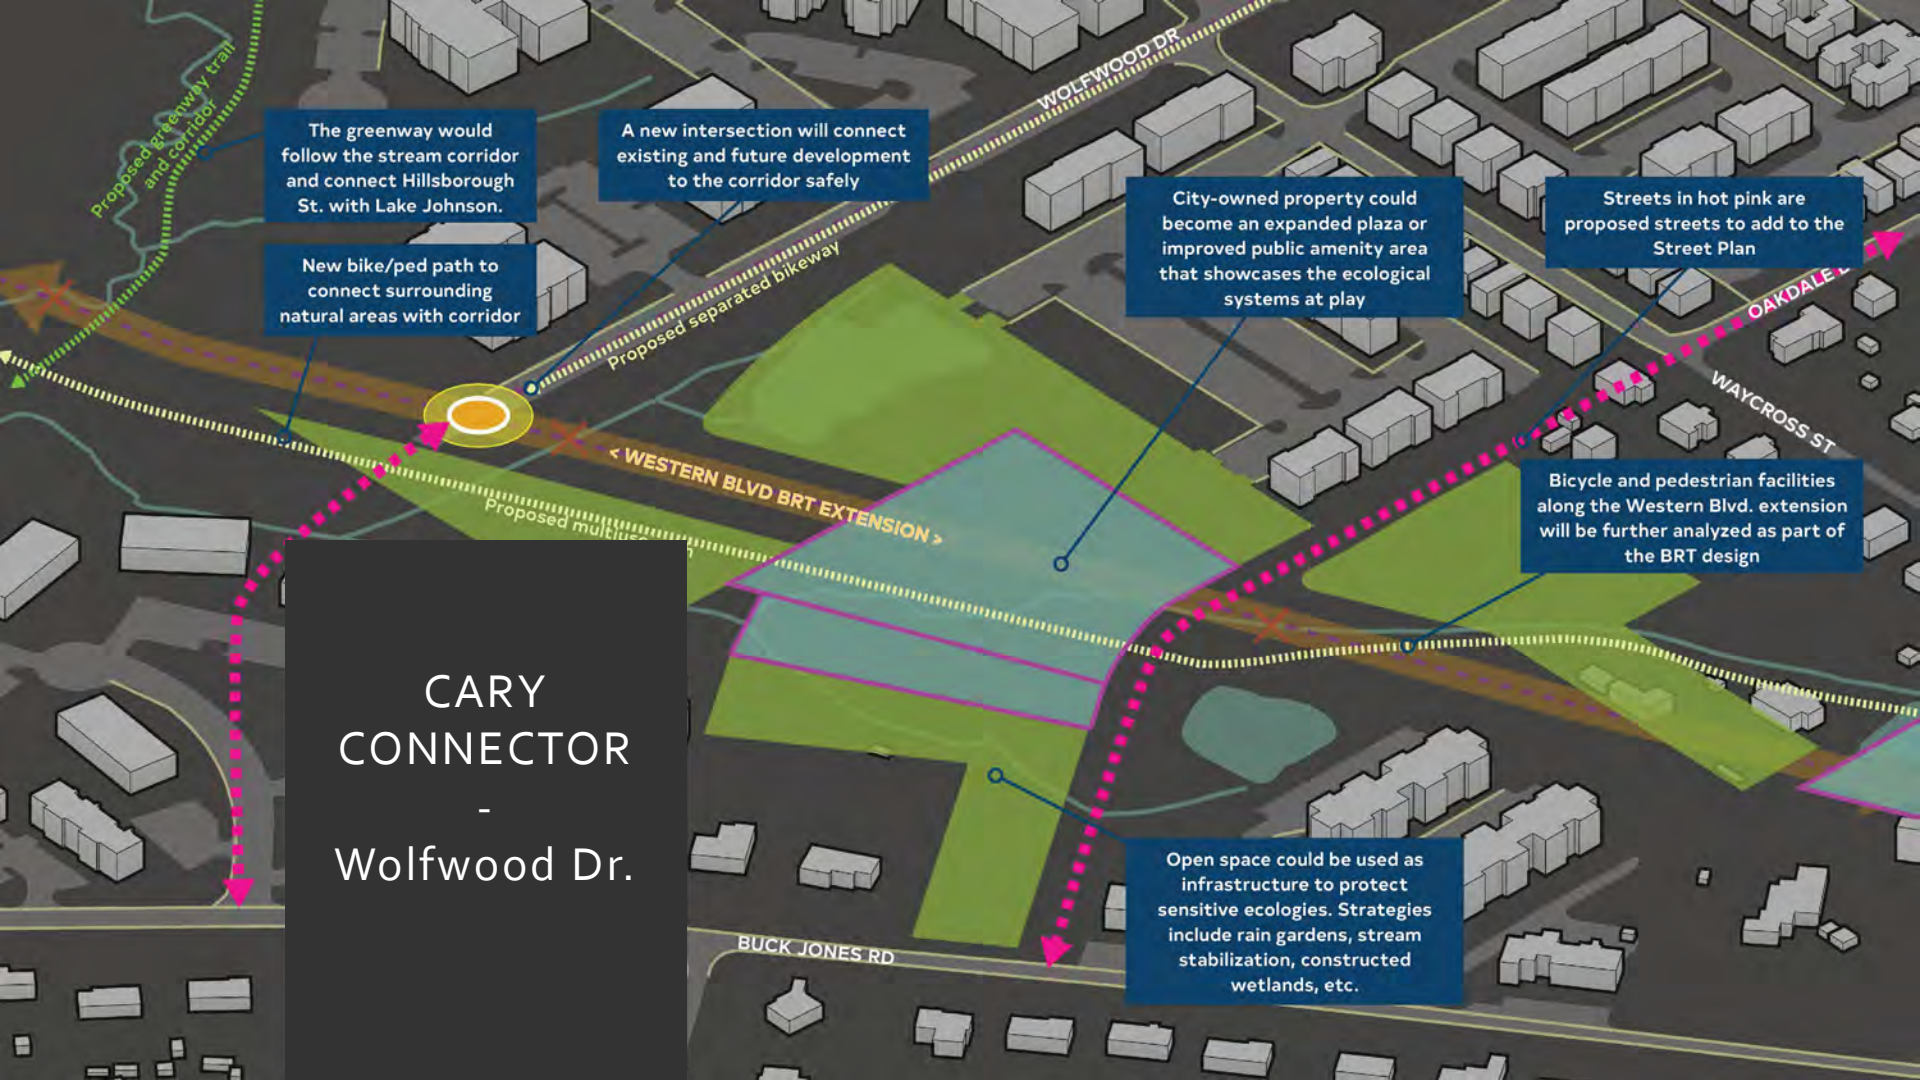 Proposed greenway trail
and corridor
The greenway would
follow the stream corridor
and connect Hillsborough
St. with Lake Johnson.
A new intersection will connect
existing and future development
to the corridor safely
WOLFWOOD DR
City-owned property could
become an expanded plaza or
improved public amenity area
that showcases the ecological
systems at play
Streets in hot pink are
proposed streets to add to the
Street Plan
New bike/ped path to
connect surrounding
natural areas with corridor
Proposed separated bikeway
OAKDALE
WAYCROSS ST
< WESTERN BLVD BRT EXTENSION >
Proposed
Bicycle and pedestrian facilities
along the Western Blvd. extension
will be further analyzed as part of
the BRT design
CARY
CONNECTOR
-
Wolfwood Dr.
Open space could be used as
infrastructure to protect
sensitive ecologies. Strategies
include rain gardens, stream
stabilization, constructed
wetlands, etc.
BUCK JONES RD